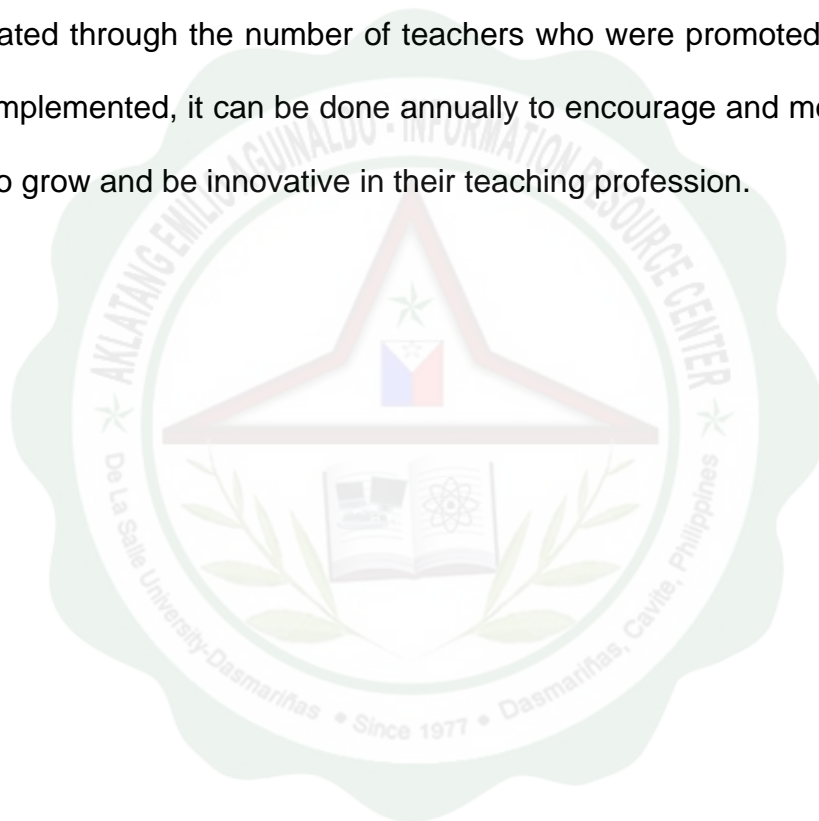 ated through the number of teachers who were promoted
mplemented, it can be done annually to encourage and m
o grow and be innovative in their teaching profession.
AKLATANG EMILIO AGUINALDO - INFORMATION RESOURCE CENTER
De La Salle University-Dasmariñas * Since 1977 * Dasmariñas, Cavite, Philippines